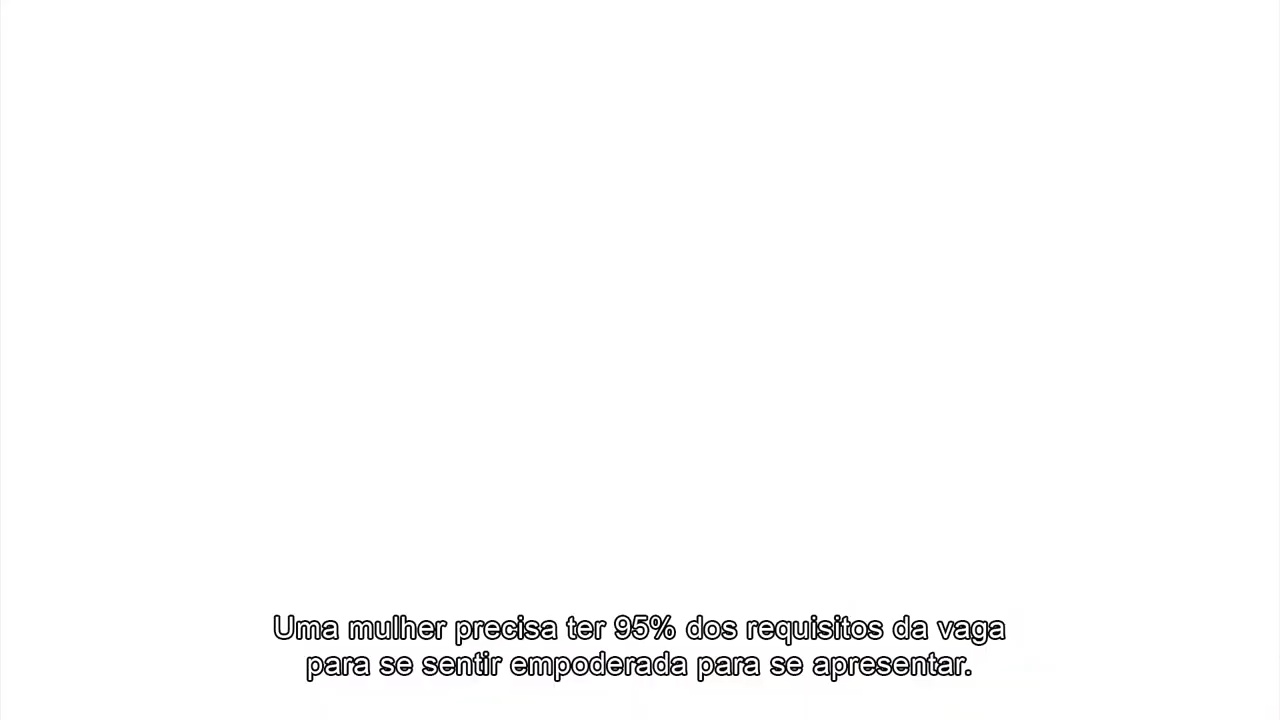 Uma mulher precisa ter 95% dos requisitos da vaga
para se sentir empoderada para se apresentar.